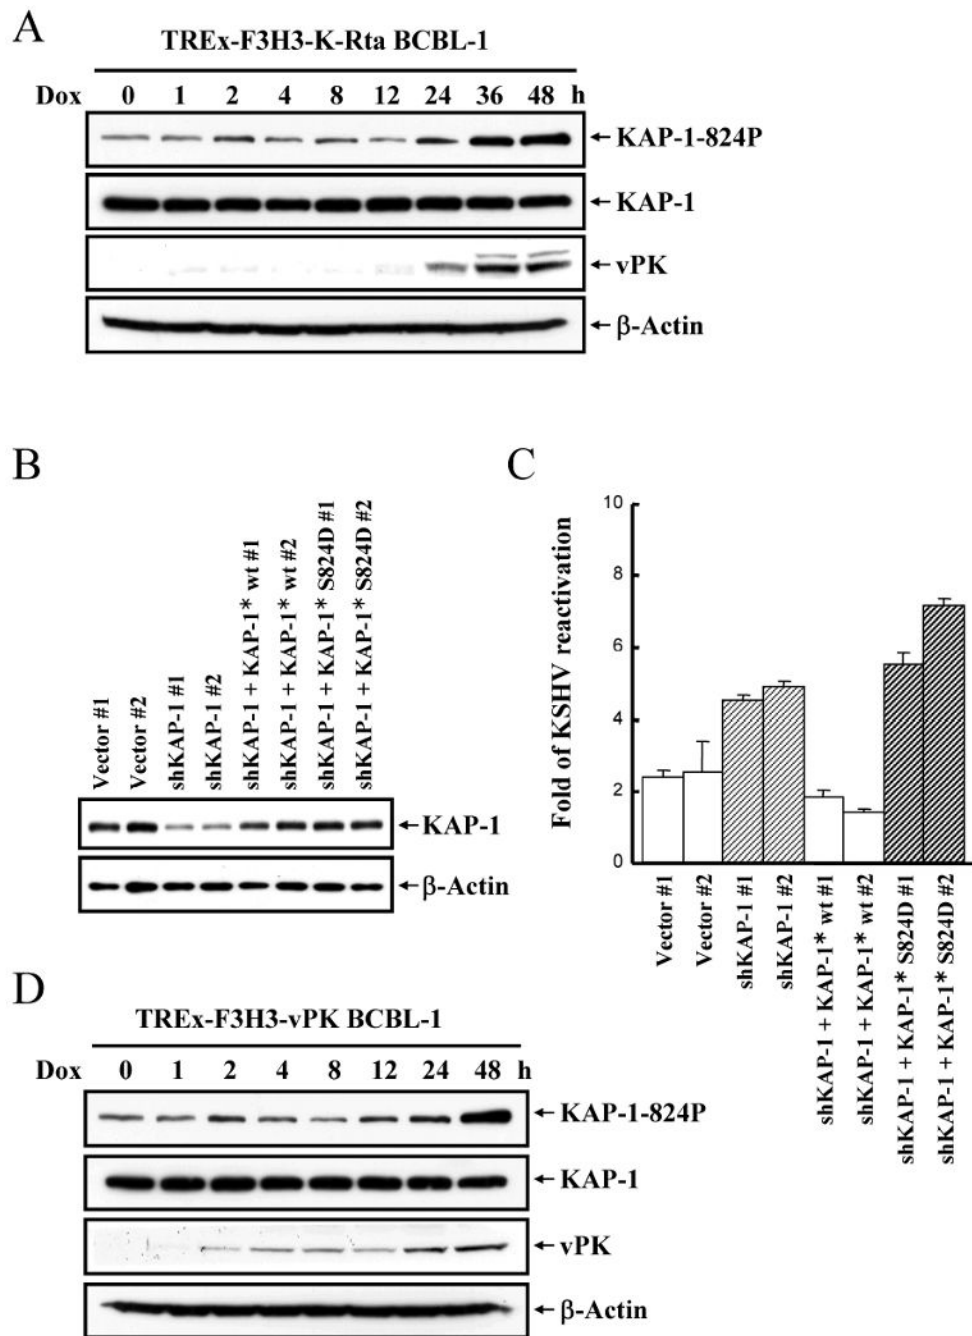 A
TREx-F3H3-K-Rta BCBL-1
Dox 0 1 2 4 8 12 24 36 48 h
←KAP-1-824P
←KAP-1
←vPK
←β-Actin
B
Vector #1
Vector #2
shKAP-1 #1
shKAP-1 #2
shKAP-1 + KAP-1* wt #1
shKAP-1 + KAP-1* wt #2
shKAP-1 + KAP-1* S824D #1
shKAP-1 + KAP-1* S824D #2
←KAP-1
←β-Actin
C
Fold of KSHV reactivation
10
8
6
4
2
0
Vector #1
Vector #2
shKAP-1 #1
shKAP-1 #2
shKAP-1 + KAP-1* wt #1
shKAP-1 + KAP-1* wt #2
shKAP-1 + KAP-1* S824D #1
shKAP-1 + KAP-1* S824D #2
D
TREx-F3H3-vPK BCBL-1
Dox 0 1 2 4 8 12 24 48 h
←KAP-1-824P
←KAP-1
←vPK
←β-Actin